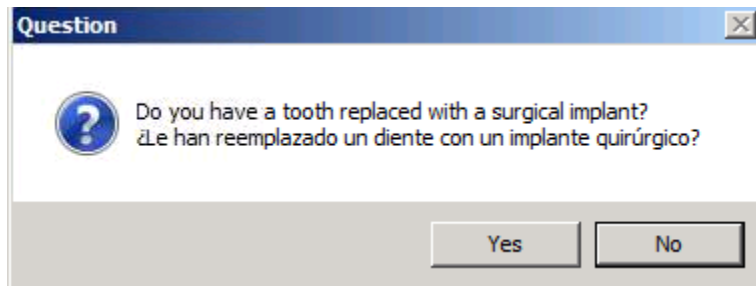 Question
Do you have a tooth replaced with a surgical implant?
¿Le han reemplazado un diente con un implante quirúrgico?
Yes
No